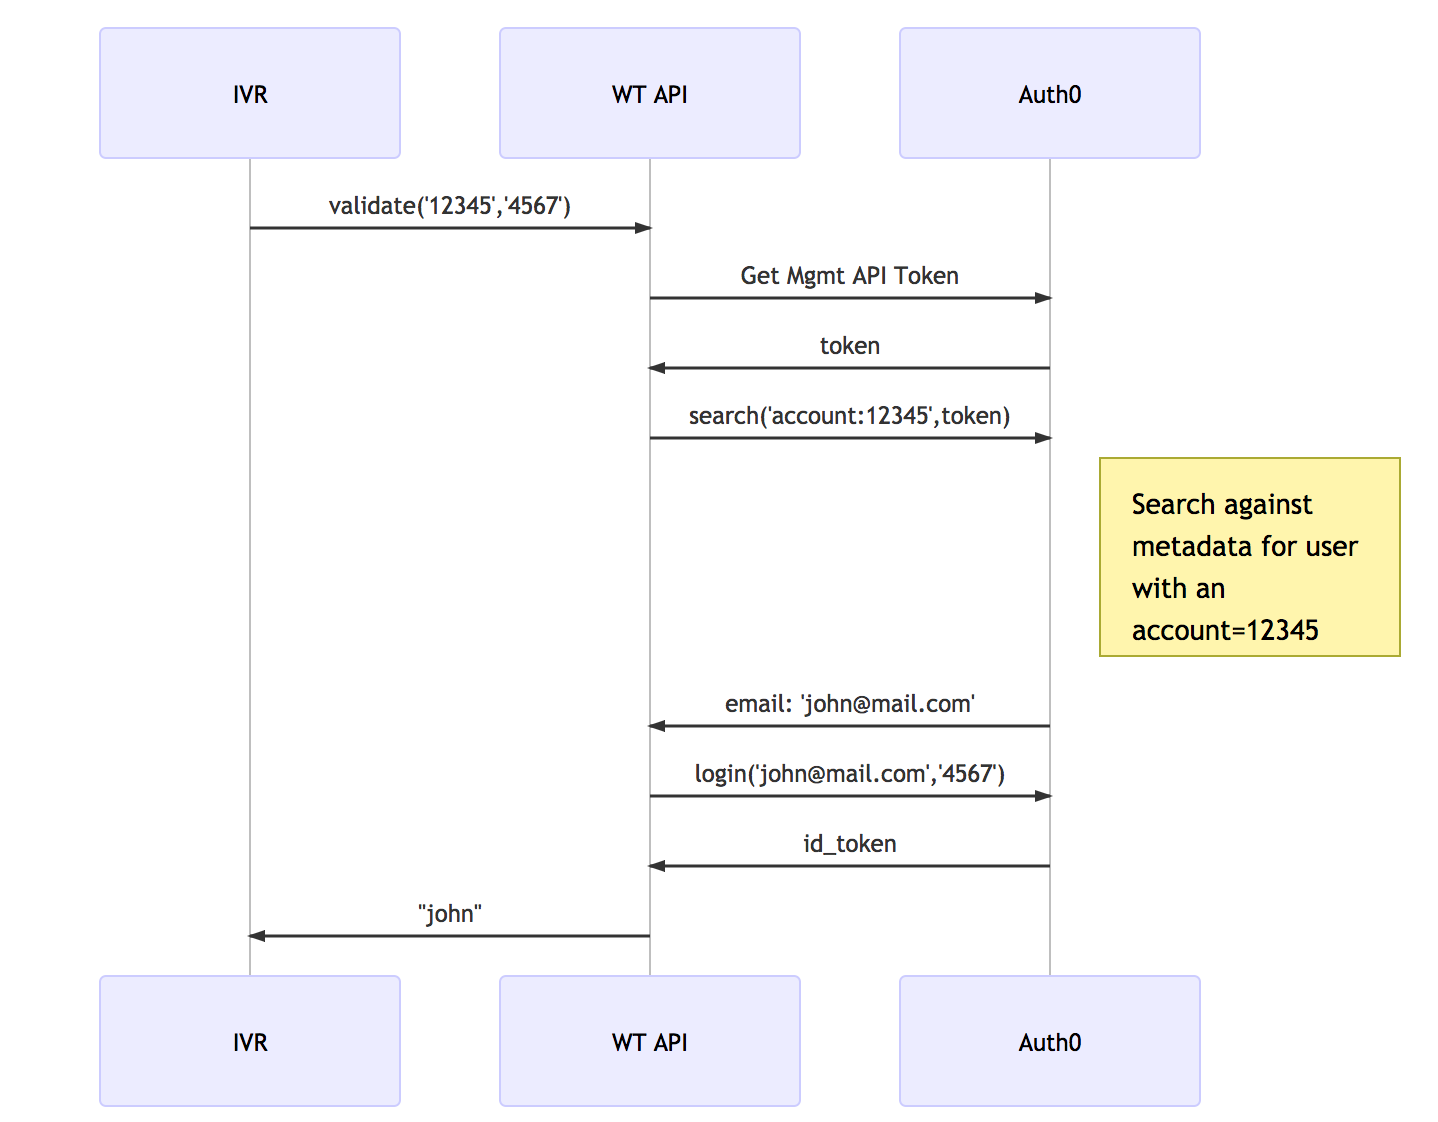 IVR
WT API
Auth0
validate('12345','4567')
Get Mgmt API Token
token
search('account:12345',token)
Search against
metadata for user
with an
account=12345
email: 'john@mail.com'
login('john@mail.com','4567')
id_token
"john"
IVR
WT API
Auth0